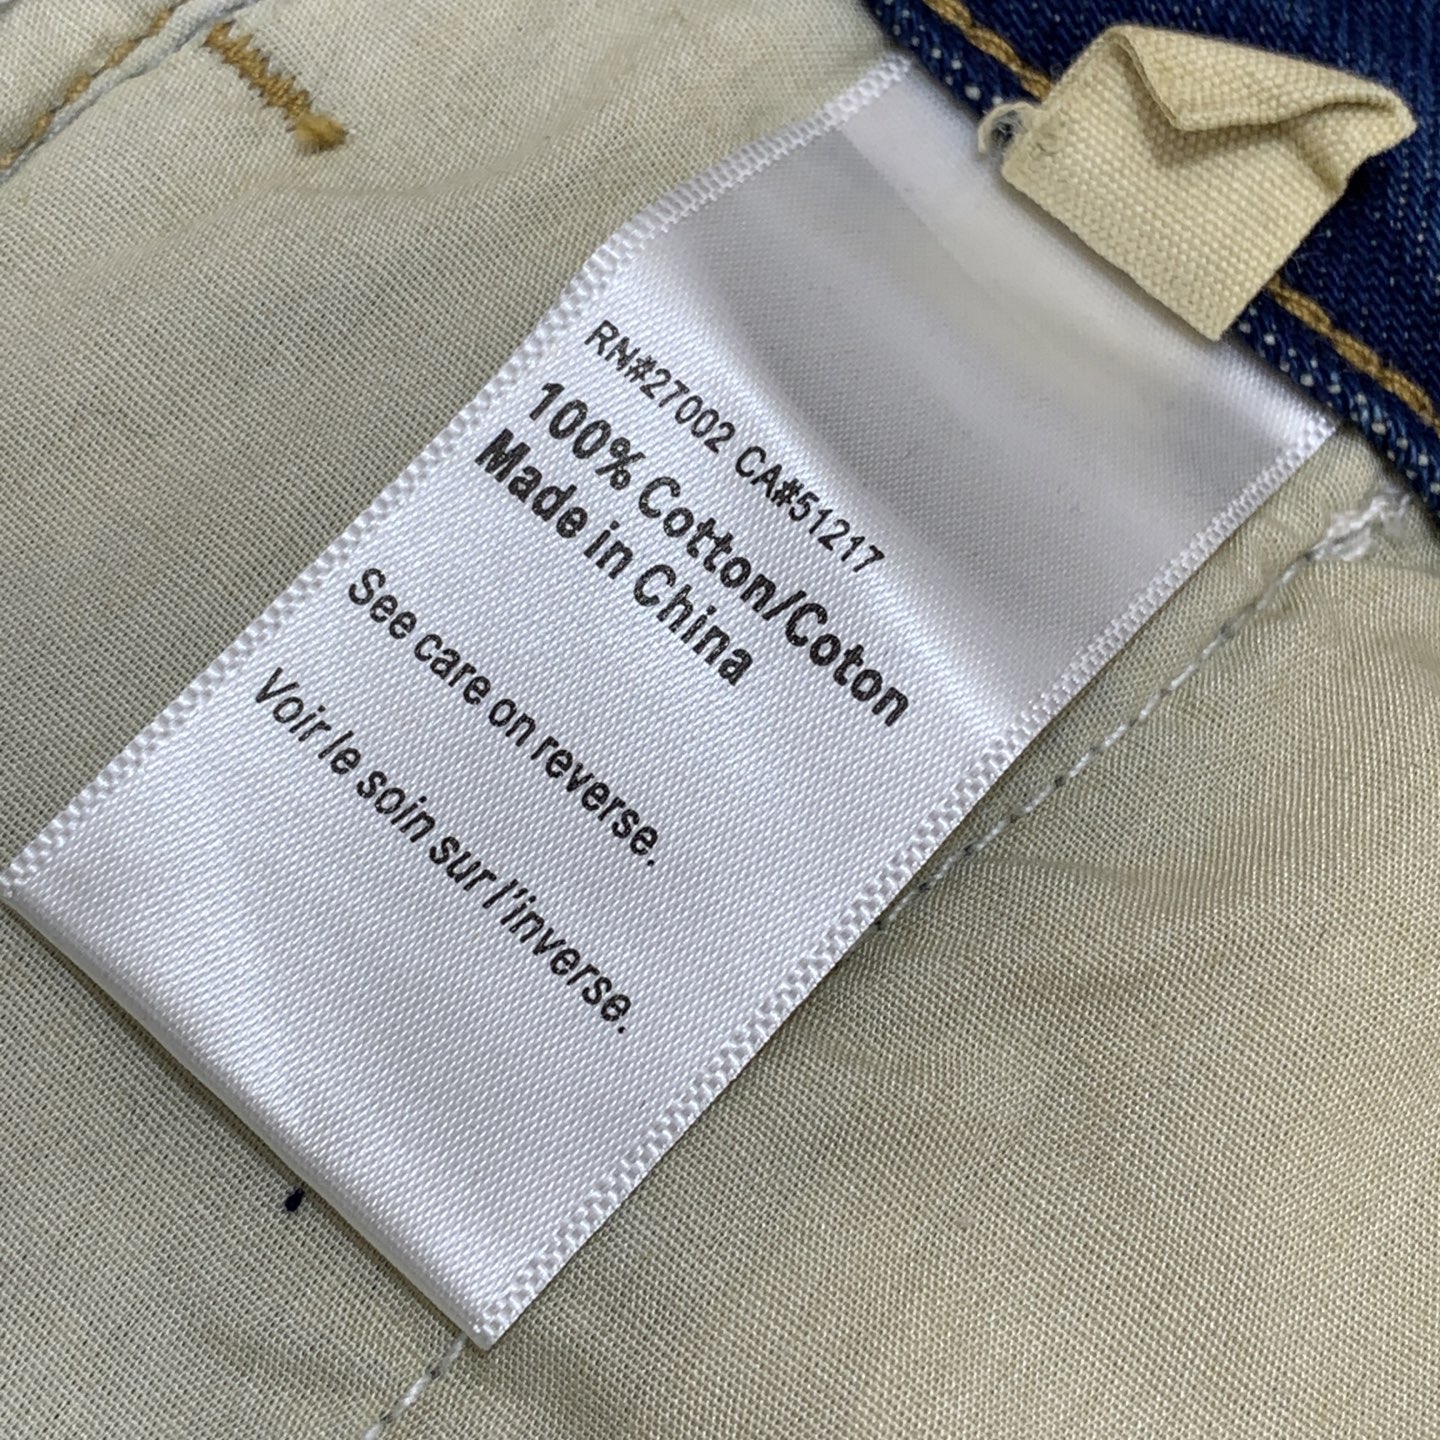 RN#27002 CA#51217
100% Cotton/Coton
Made in China
See care on reverse.
Voir le soin sur l'inverse.